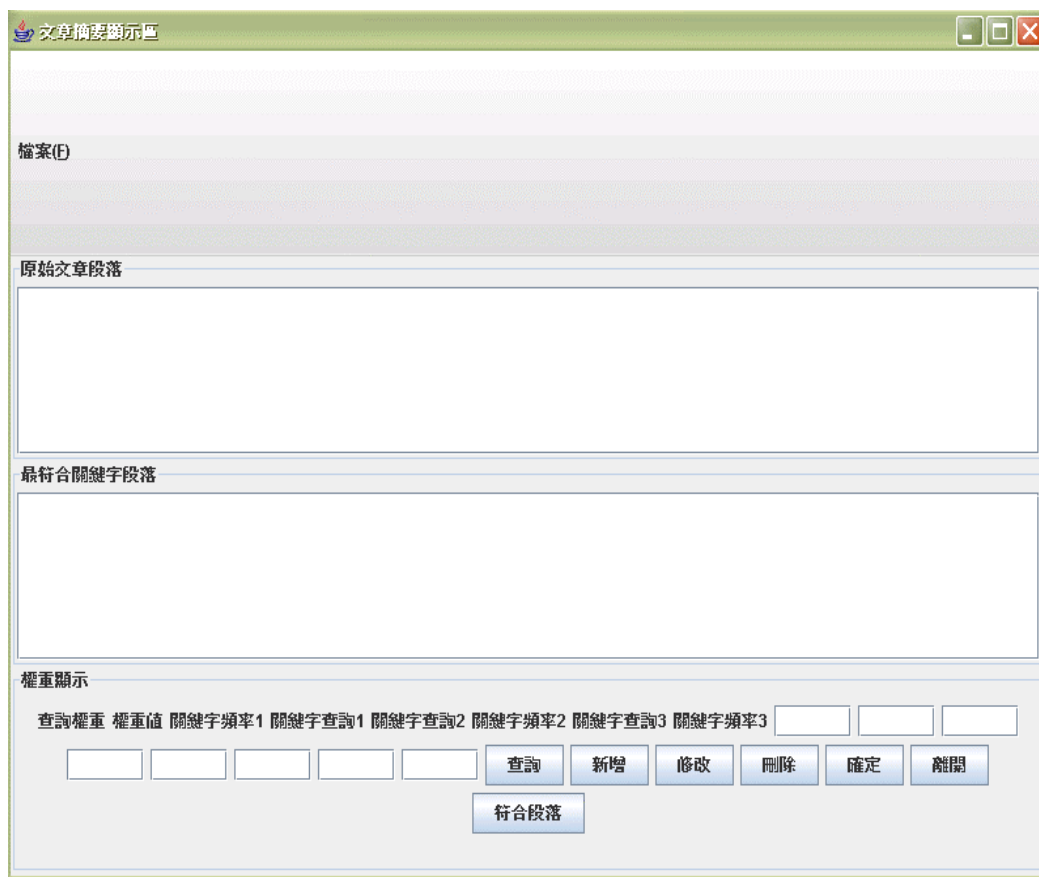 文章摘要顯示區
檔案(F)
原始文章段落
最符合關鍵字段落
權重顯示
查詢權重 權重值 關鍵字頻率1 關鍵字查詢1 關鍵字查詢2 關鍵字頻率2 關鍵字查詢3 關鍵字頻率3
查詢 新增 修改 刪除 確定 離開
符合段落